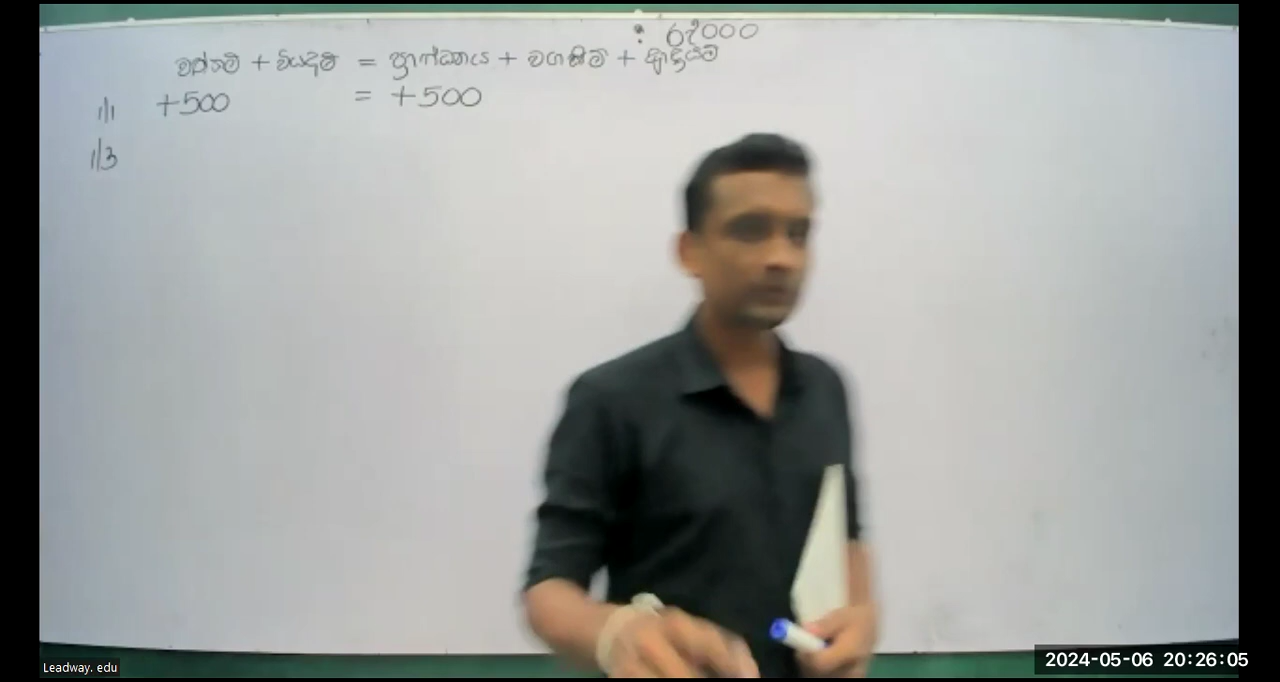 : රු'000
වත්කම් + වියදම් = ප්‍රාග්ධනය + වගකීම් + ආදායම්
1/1 +500 = +500
1/3
Leadway. edu
2024-05-06 20:26:05